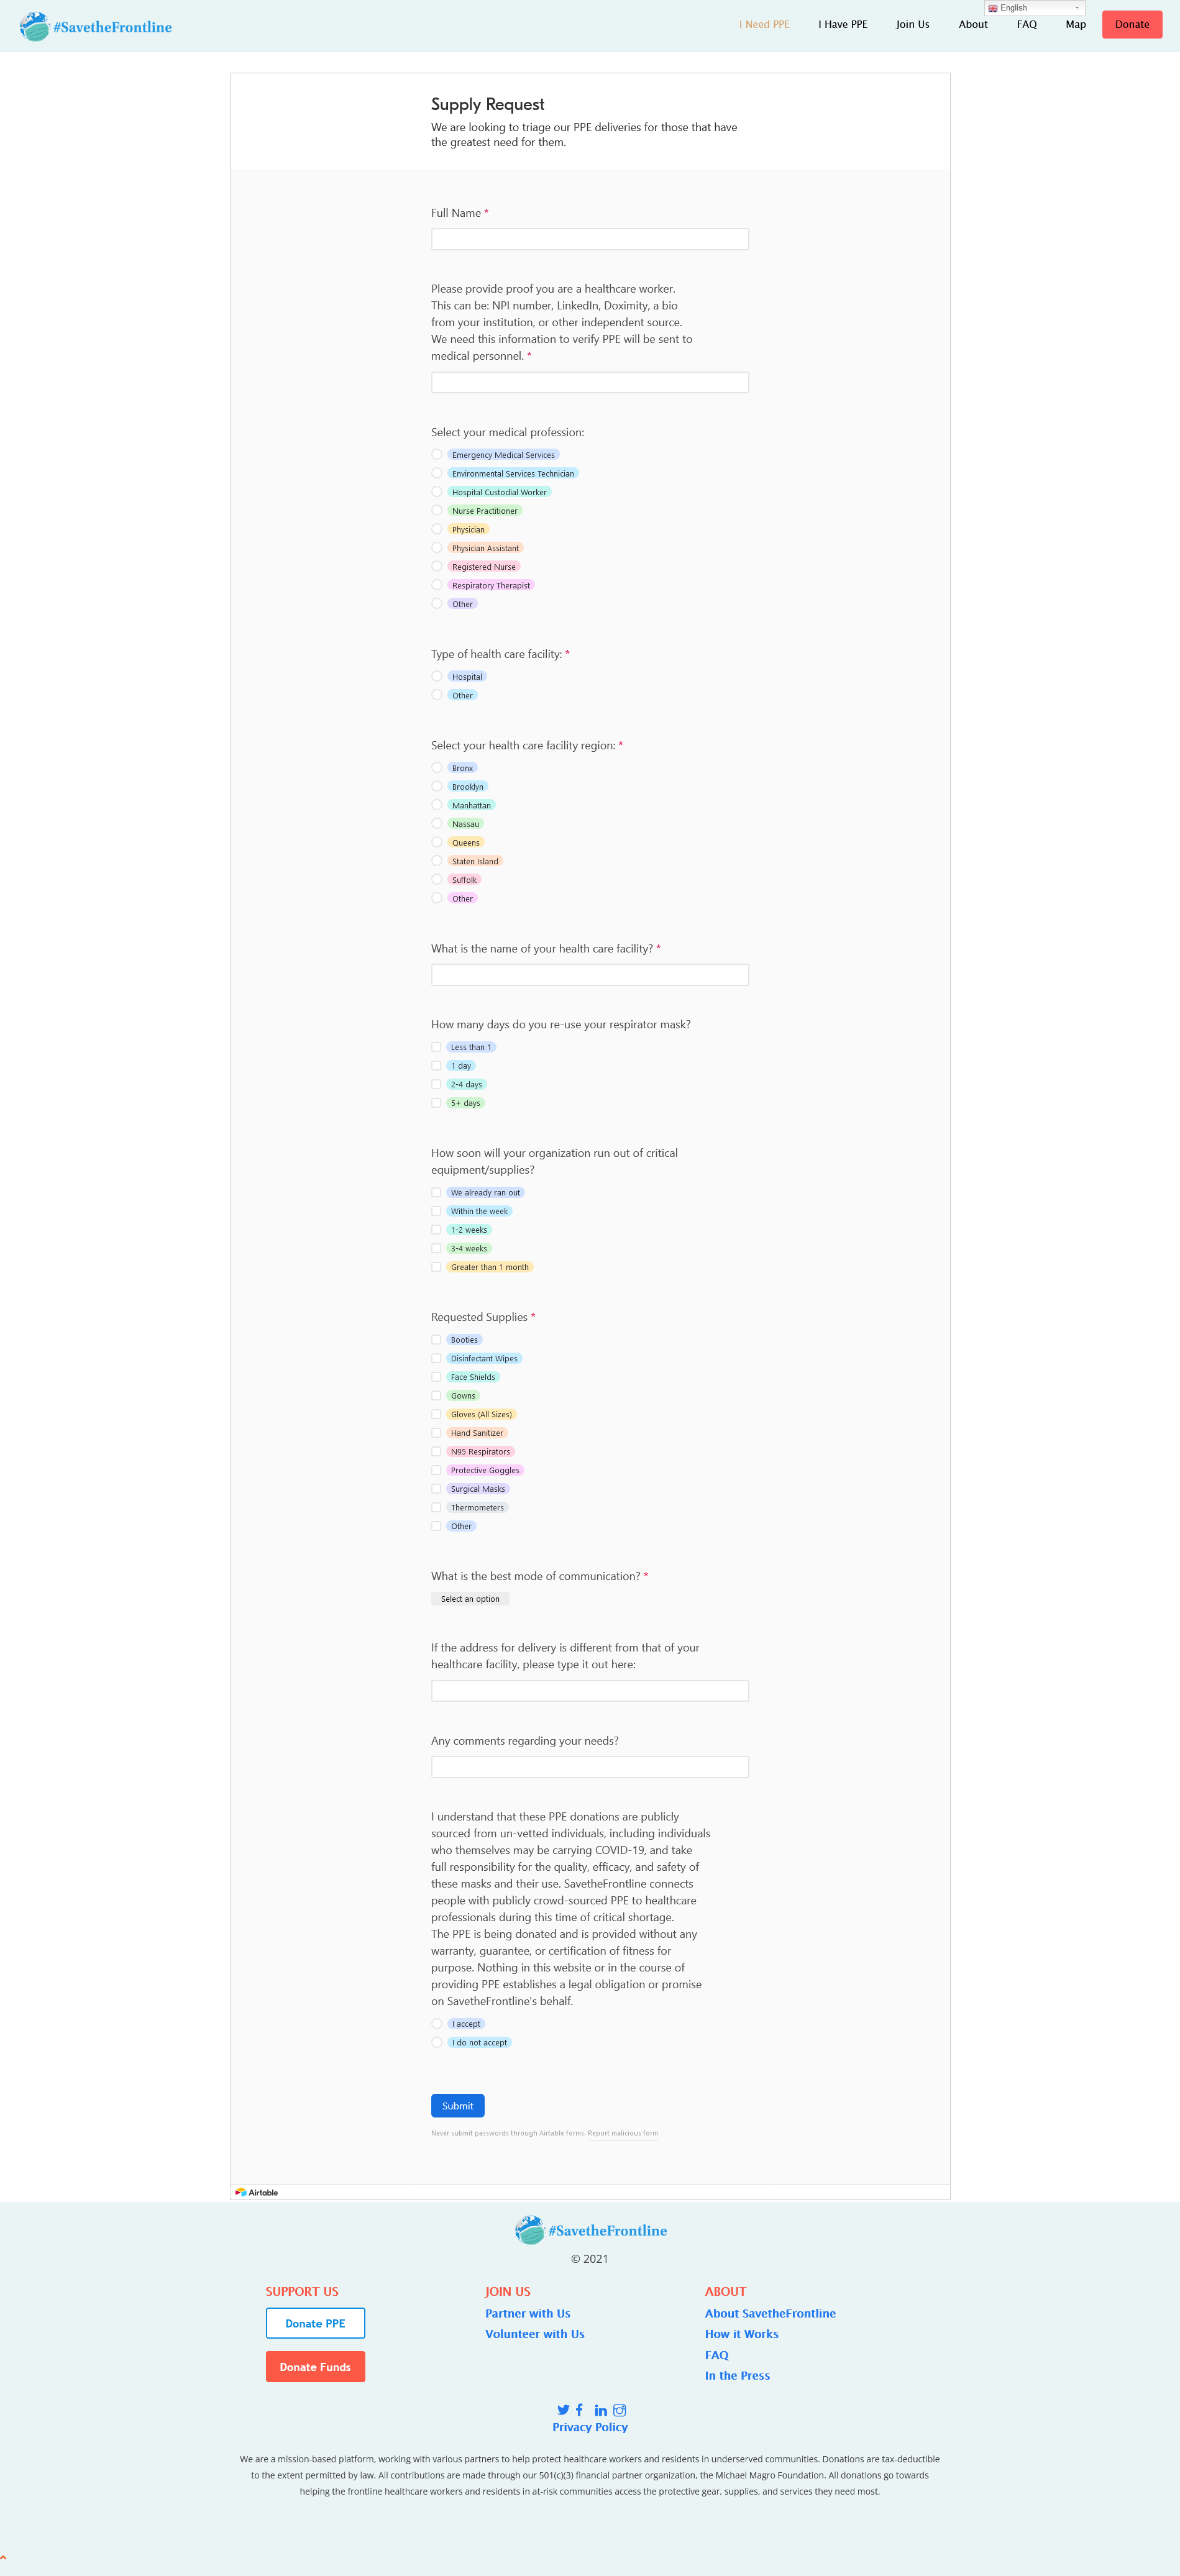 #SavetheFrontline
I Need PPE
I Have PPE
Join Us
About
FAQ
Map
English
Donate
Supply Request
We are looking to triage our PPE deliveries for those that have
the greatest need for them.
Full Name *
Please provide proof you are a healthcare worker.
This can be: NPI number, LinkedIn, Doximity, a bio
from your institution, or other independent source.
We need this information to verify PPE will be sent to
medical personnel. *
Select your medical profession:
Emergency Medical Services
Environmental Services Technician
Hospital Custodial Worker
Nurse Practitioner
Physician
Physician Assistant
Registered Nurse
Respiratory Therapist
Other
Type of health care facility: *
Hospital
Other
Select your health care facility region: *
Bronx
Brooklyn
Manhattan
Nassau
Queens
Staten Island
Suffolk
Other
What is the name of your health care facility? *
How many days do you re-use your respirator mask?
Less than 1
1 day
2-4 days
5+ days
How soon will your organization run out of critical
equipment/supplies?
We already ran out
Within the week
1-2 weeks
3-4 weeks
Greater than 1 month
Requested Supplies *
Booties
Disinfectant Wipes
Face Shields
Gowns
Gloves (All Sizes)
Hand Sanitizer
N95 Respirators
Protective Goggles
Surgical Masks
Thermometers
Other
What is the best mode of communication? *
Select an option
If the address for delivery is different from that of your
healthcare facility, please type it out here:
Any comments regarding your needs?
I understand that these PPE donations are publicly
sourced from un-vetted individuals, including individuals
who themselves may be carrying COVID-19, and take
full responsibility for the quality, efficacy, and safety of
these masks and their use. SavetheFrontline connects
people with publicly crowd-sourced PPE to healthcare
professionals during this time of critical shortage.
The PPE is being donated and is provided without any
warranty, guarantee, or certification of fitness for
purpose. Nothing in this website or in the course of
providing PPE establishes a legal obligation or promise
on SavetheFrontline's behalf.
I accept
I do not accept
Submit
Never submit passwords through Airtable forms. Report malicious form
Airtable
#SavetheFrontline
© 2021
SUPPORT US
Donate PPE
Donate Funds
JOIN US
Partner with Us
Volunteer with Us
ABOUT
About SavetheFrontline
How it Works
FAQ
In the Press
Privacy Policy
We are a mission-based platform, working with various partners to help protect healthcare workers and residents in underserved communities. Donations are tax-deductible
to the extent permitted by law. All contributions are made through our 501(c)(3) financial partner organization, the Michael Magro Foundation. All donations go towards
helping the frontline healthcare workers and residents in at-risk communities access the protective gear, supplies, and services they need most.